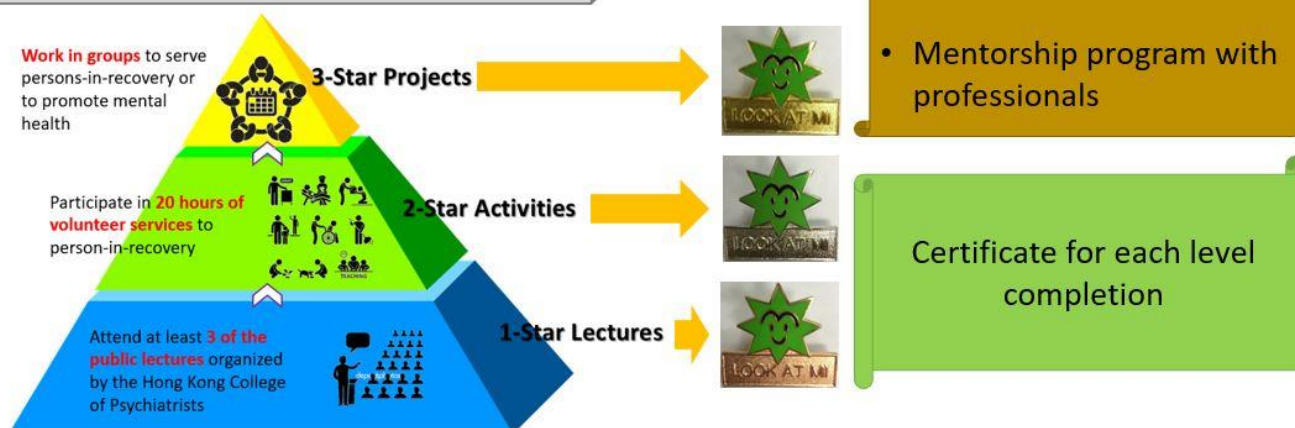 Work in groups to serve
persons-in-recovery or
to promote mental
health
3-Star Projects
LOOK AT MI
• Mentorship program with
professionals
Participate in 20 hours of
volunteer services to
person-in-recovery
TEACHING
2-Star Activities
LOOK AT MI
Certificate for each level
completion
Attend at least 3 of the
public lectures organized
by the Hong Kong College
of Psychiatrists
1-Star Lectures
LOOK AT MI